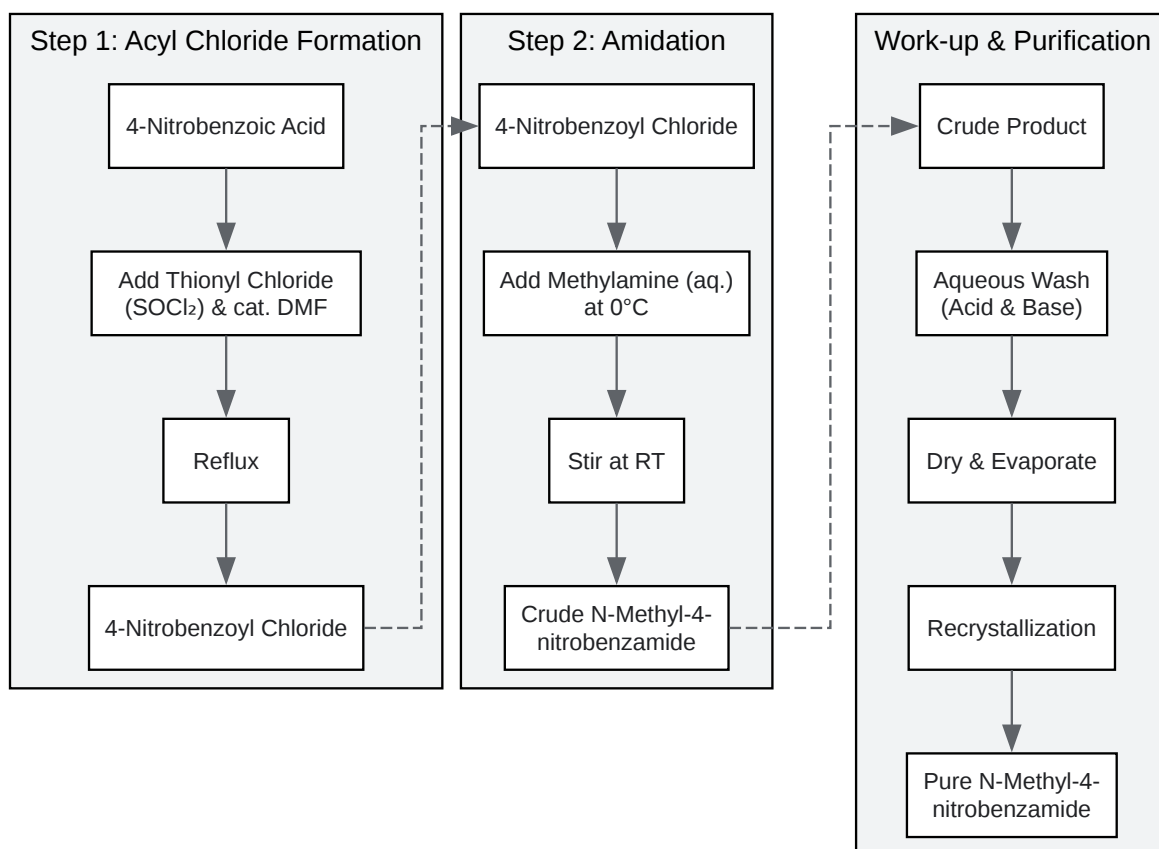 Step 1: Acyl Chloride Formation
4-Nitrobenzoic Acid
Add Thionyl Chloride
(SOCl₂) & cat. DMF
Reflux
4-Nitrobenzoyl Chloride
Step 2: Amidation
4-Nitrobenzoyl Chloride
Add Methylamine (aq.)
at 0°C
Stir at RT
Crude N-Methyl-4-
nitrobenzamide
Work-up & Purification
Crude Product
Aqueous Wash
(Acid & Base)
Dry & Evaporate
Recrystallization
Pure N-Methyl-4-
nitrobenzamide